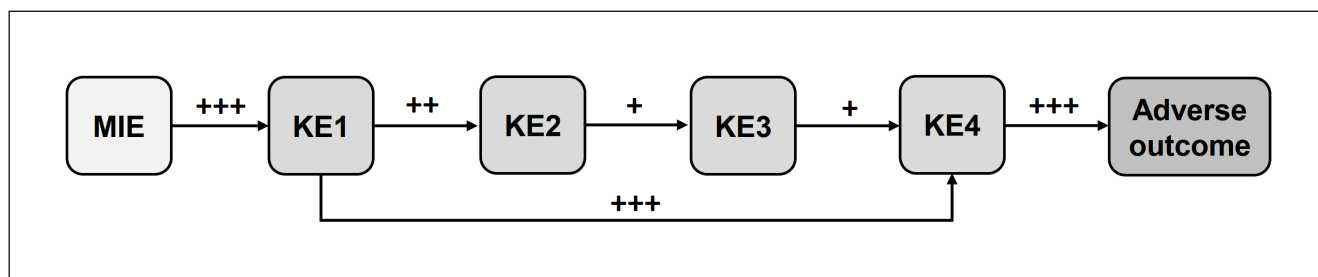 +++
++
+
+
+++
MIE
KE1
KE2
KE3
KE4
Adverse
outcome
+++